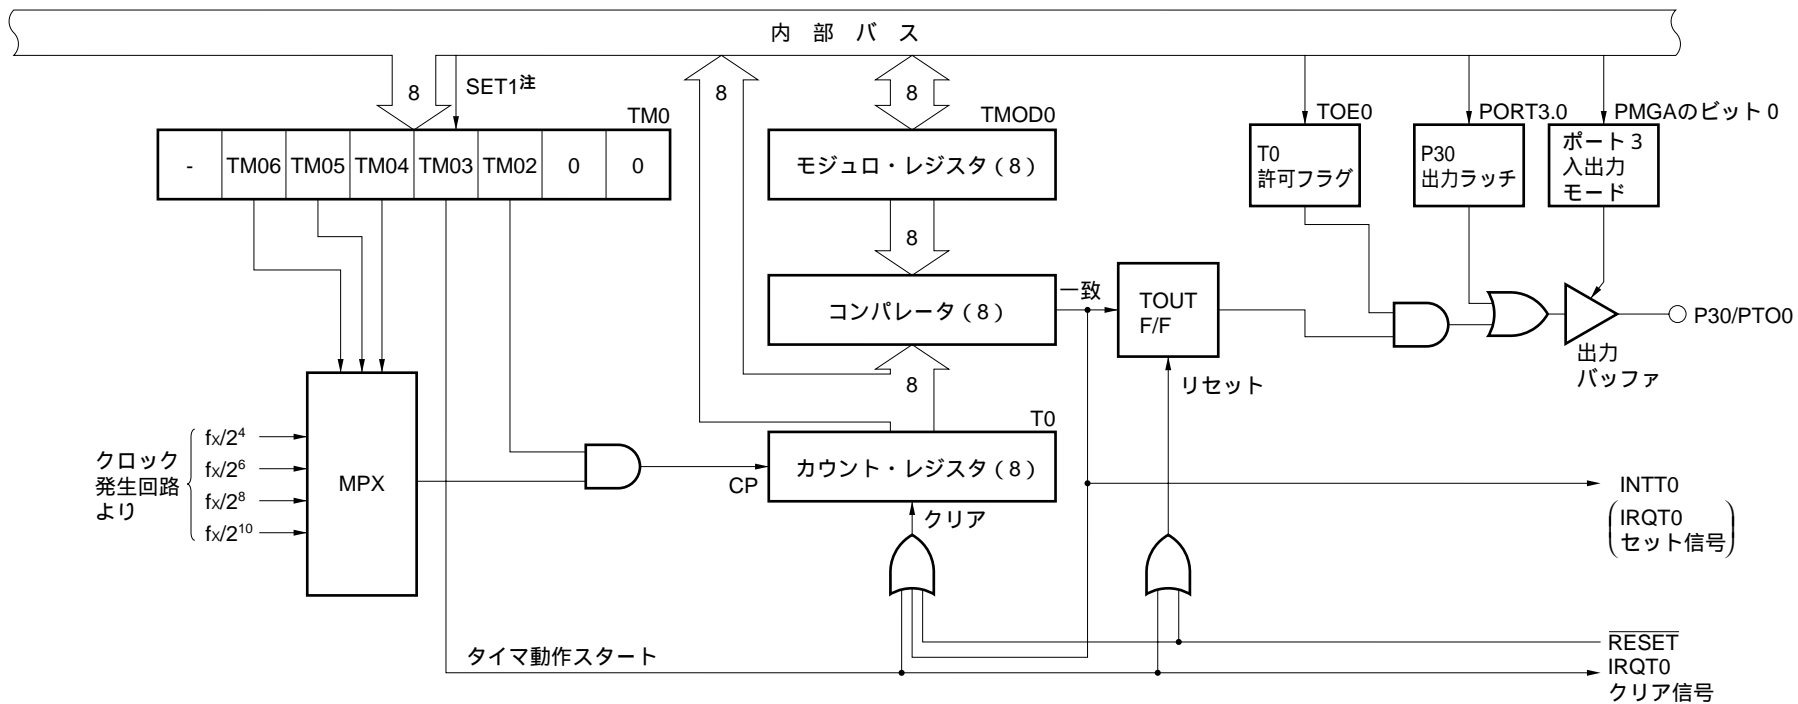 内部バス
8
SET1注
TM0
- TM06 TM05 TM04 TM03 TM02 0 0
8
8
TMOD0
モジュロ・レジスタ（8）
8
コンパレータ（8）
一致
8
T0
カウント・レジスタ（8）
クリア
CP
TOUT
F/F
リセット
TOE0
T0
許可フラグ
PORT3.0
P30
出力ラッチ
PMGAのビット0
ポート3
入出力
モード
P30/PTO0
出力
バッファ
クロック
発生回路
より
fx/2⁴
fx/2⁶
fx/2⁸
fx/2¹⁰
MPX
INTT0
IRQT0
セット信号
タイマ動作スタート
RESET
IRQT0
クリア信号